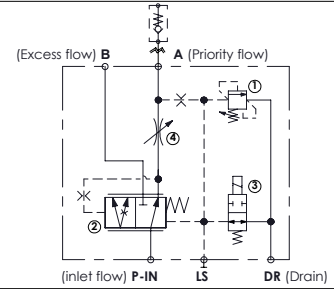 (Excess flow) B A (Priority flow)
1
4
3
2
(inlet flow) P-IN LS DR (Drain)